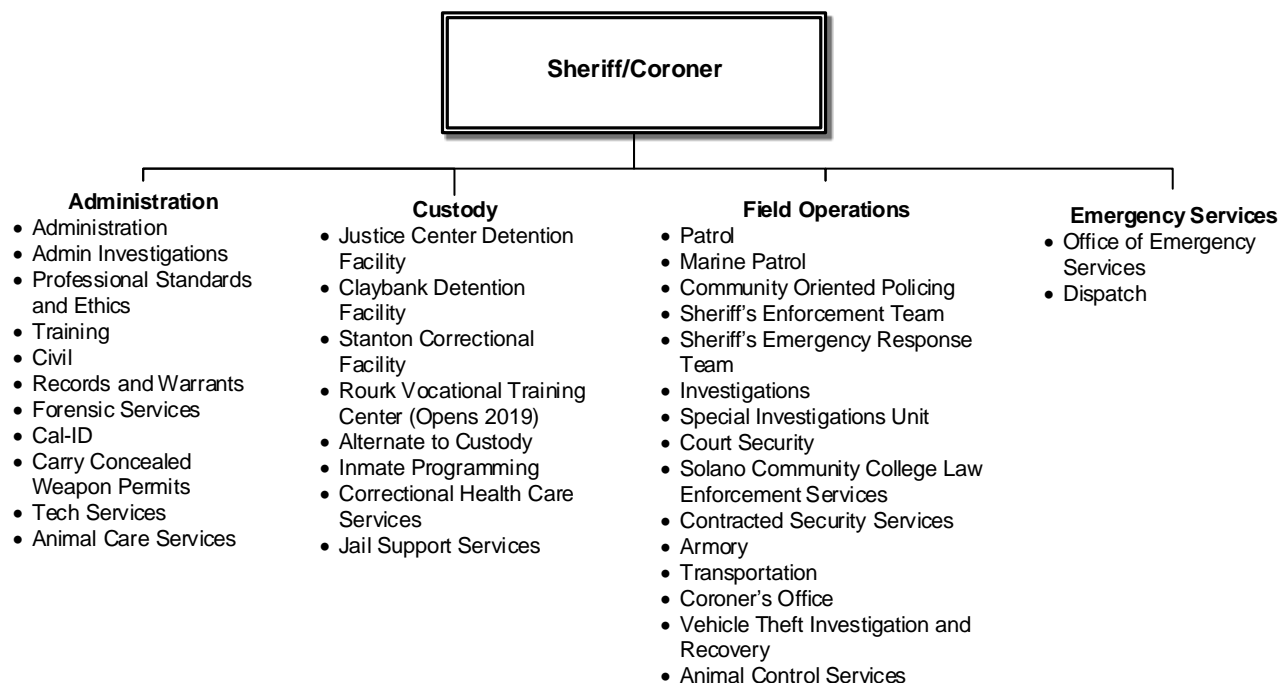 Sheriff/Coroner
Administration
• Administration
• Admin Investigations
• Professional Standards
and Ethics
• Training
• Civil
• Records and Warrants
• Forensic Services
• Cal-ID
• Carry Concealed
Weapon Permits
• Tech Services
• Animal Care Services
Custody
• Justice Center Detention
Facility
• Claybank Detention
Facility
• Stanton Correctional
Facility
• Rourk Vocational Training
Center (Opens 2019)
• Alternate to Custody
• Inmate Programming
• Correctional Health Care
Services
• Jail Support Services
Field Operations
• Patrol
• Marine Patrol
• Community Oriented Policing
• Sheriff's Enforcement Team
• Sheriff's Emergency Response
Team
• Investigations
• Special Investigations Unit
• Court Security
• Solano Community College Law
Enforcement Services
• Contracted Security Services
• Armory
• Transportation
• Coroner's Office
• Vehicle Theft Investigation and
Recovery
• Animal Control Services
Emergency Services
• Office of Emergency
Services
• Dispatch